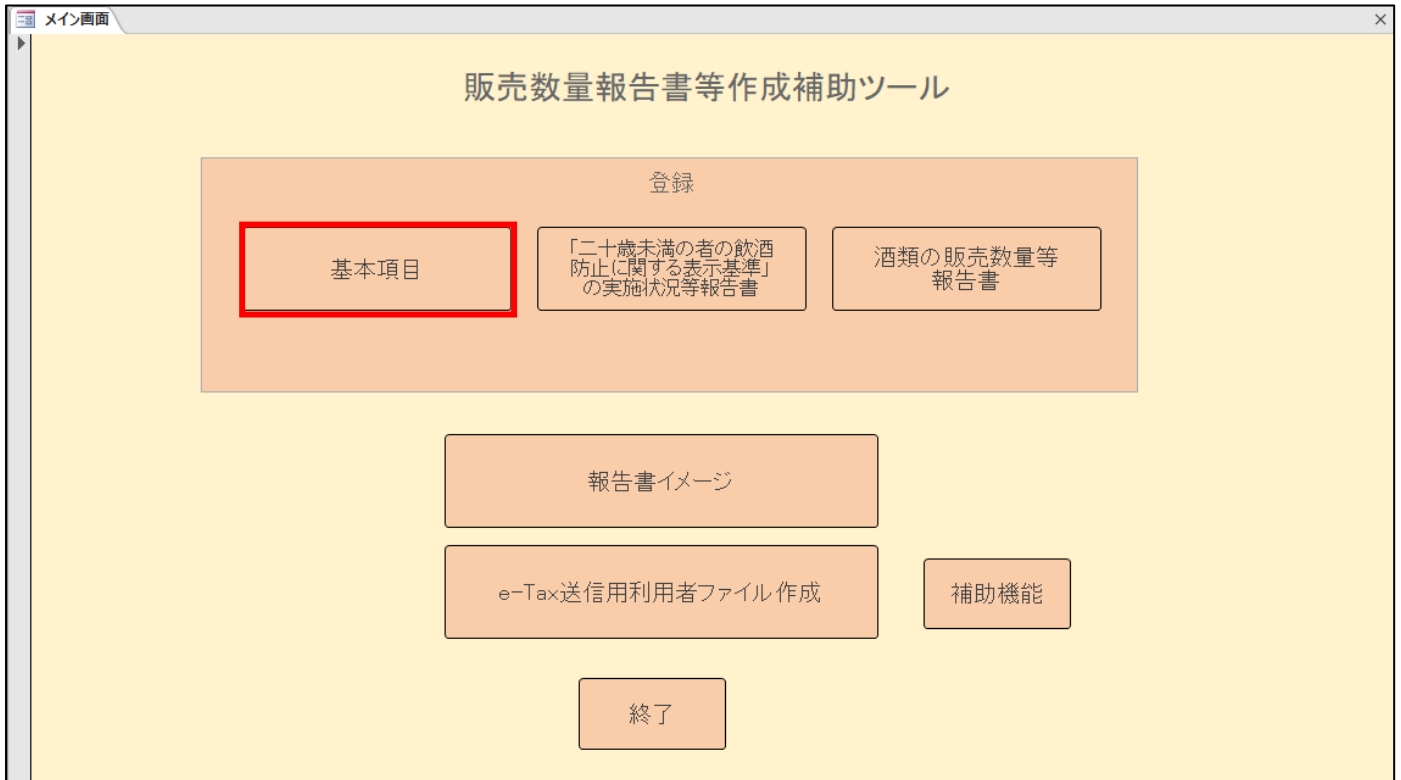 メイン画面
販売数量報告書等作成補助ツール
登録
基本項目
「二十歳未満の者の飲酒
防止に関する表示基準」
の実施状況等報告書
酒類の販売数量等
報告書
報告書イメージ
e-Tax送信用利用者ファイル作成
補助機能
終了